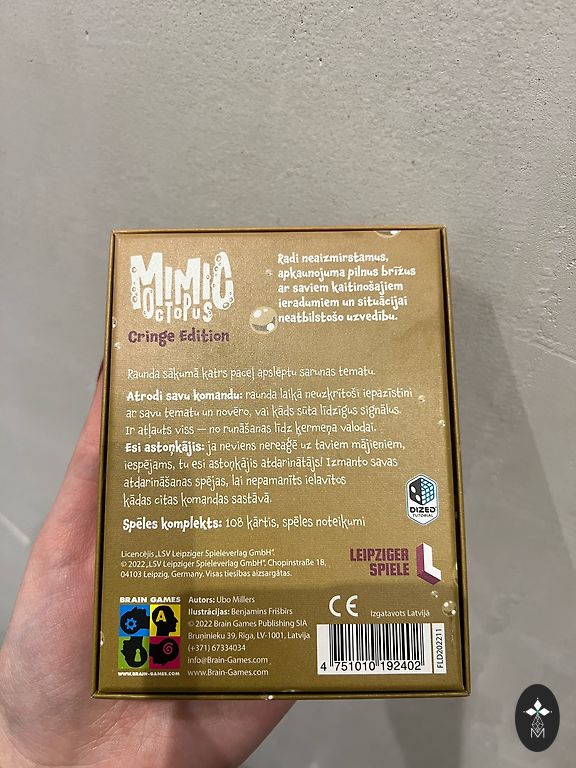 MIMIC
OCTOPUS
Cringe Edition
Radi neaizmirstamus,
apkaunojuma pilnus brīžus
ar saviem kaitinošajiem
ieradumiem un situācijai
neatbilstošo uzvedību.
Raunda sākumā katrs paceļ apslēptu sarunas tematu.
Atrodi savu komandu: raunda laikā neuzkrītoši iepazīstini
ar savu tematu un novēro, vai kāds sūta līdzīgus signālus.
Ir atļauts viss — no runāšanas līdz ķermeņa valodai.
Esi astoņkājis: ja neviens nereaģē uz taviem mājieniem,
iespējams, tu esi astoņkājis atdarinātājs! Izmanto savas
atdarināšanas spējas, lai nepamanīts ielavītos
kādas citas komandas sastāvā.
Spēles komplekts: 108 kārtis, spēles noteikumi
DIZED
TUTORIAL
Licencējis „LSV Leipziger Spieleverlag GmbH“.
© 2022 „LSV Leipziger Spieleverlag GmbH“, Chopinstraße 18,
04103 Leipzig, Germany. Visas tiesības aizsargātas.
LEIPZIGER
SPIELE
BRAIN GAMES
WWW.BRAIN-GAMES.COM
Autors: Ubo Millers
Ilustrācijas: Benjamins Frišbīrs
© 2022 Brain Games Publishing SIA
Bruņinieku 39, Rīga, LV-1001, Latvija
(+371) 67334034
info@Brain-Games.com
www.Brain-Games.com
CE
Izgatavots Latvijā
4 751010 192402
FLD202211
M